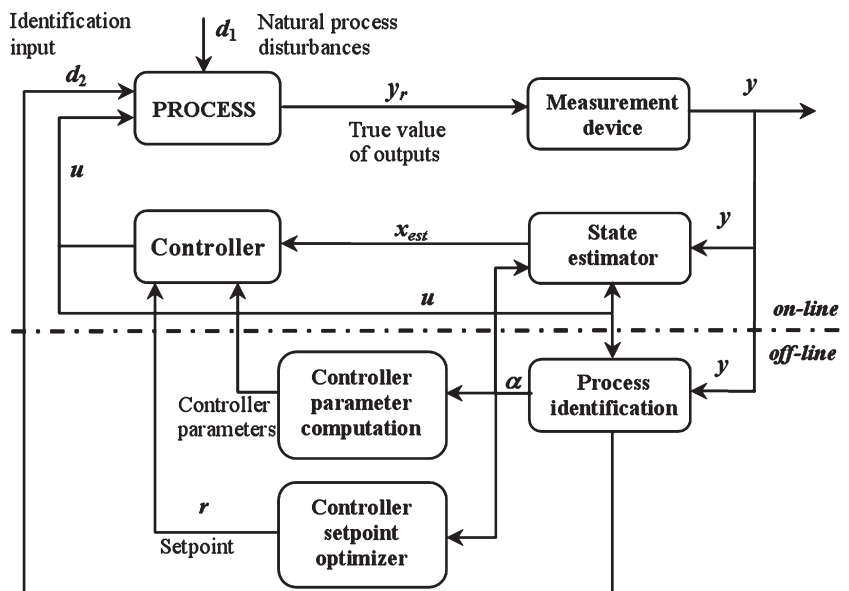 Identification
input
d1
Natural process
disturbances
d2
PROCESS
yr
True value
of outputs
Measurement
device
y
u
Controller
xest
State
estimator
y
u
on-line
off-line
Controller
parameters
Controller
parameter
computation
α
Process
identification
y
r
Setpoint
Controller
setpoint
optimizer